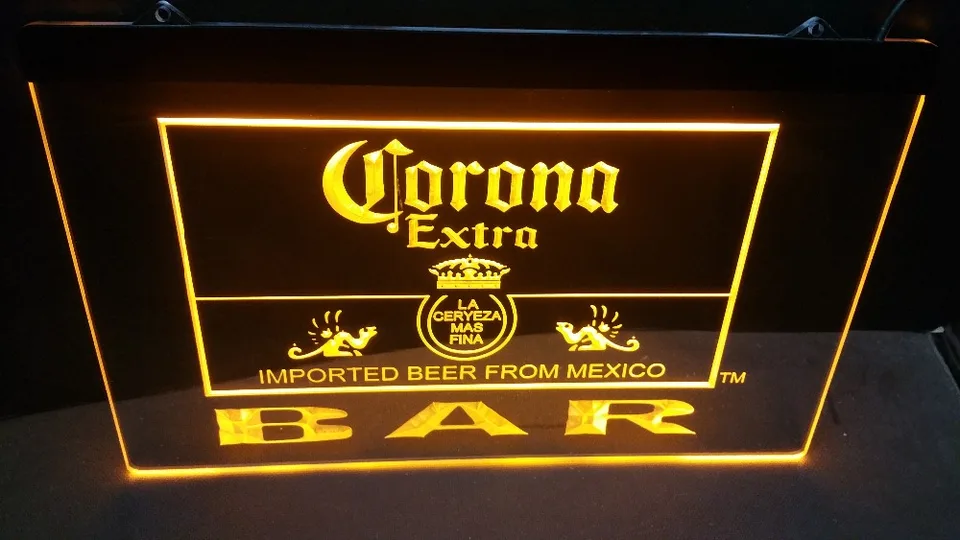 Corona
Extra
LA
CERYEZA
MAS
FINA
IMPORTED BEER FROM MEXICO
TM
BAR